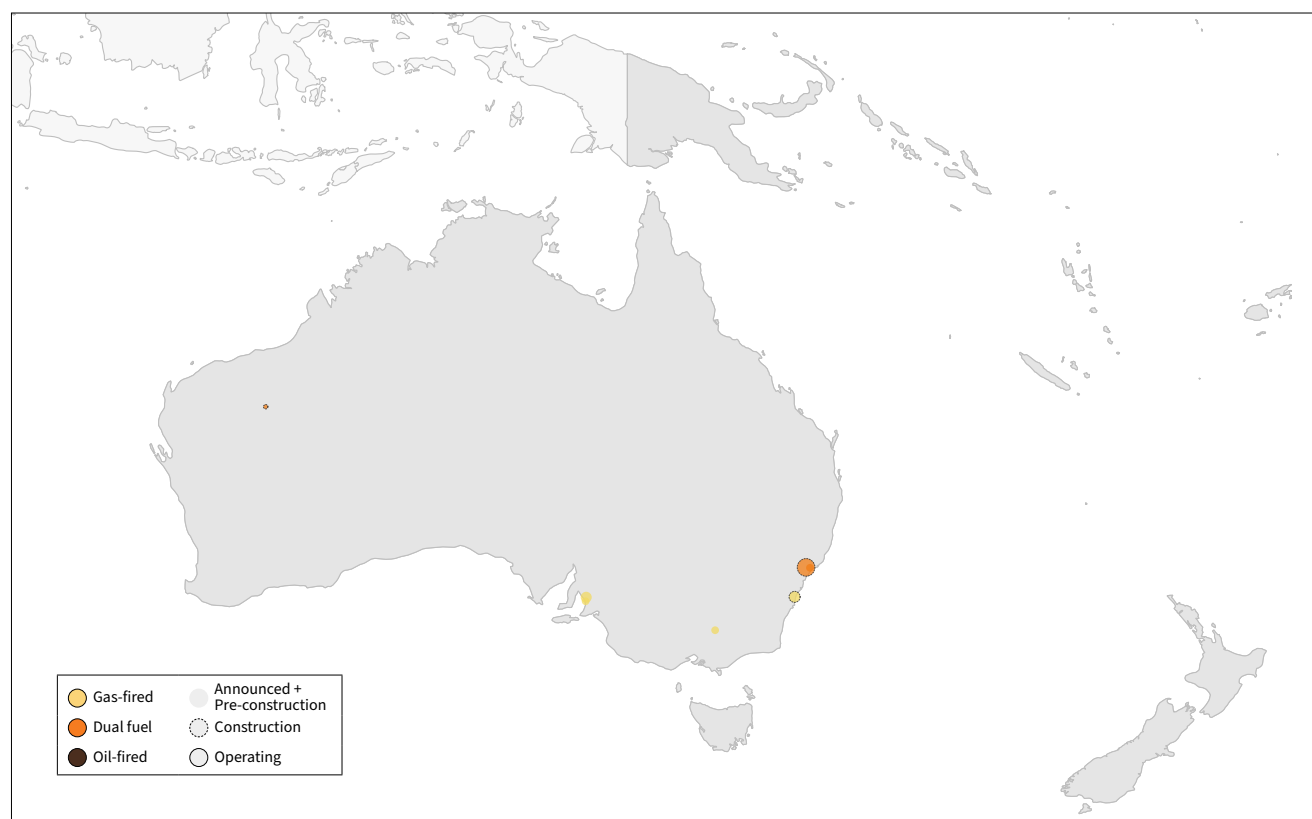 Gas-fired
Dual fuel
Oil-fired
Announced +
Pre-construction
Construction
Operating